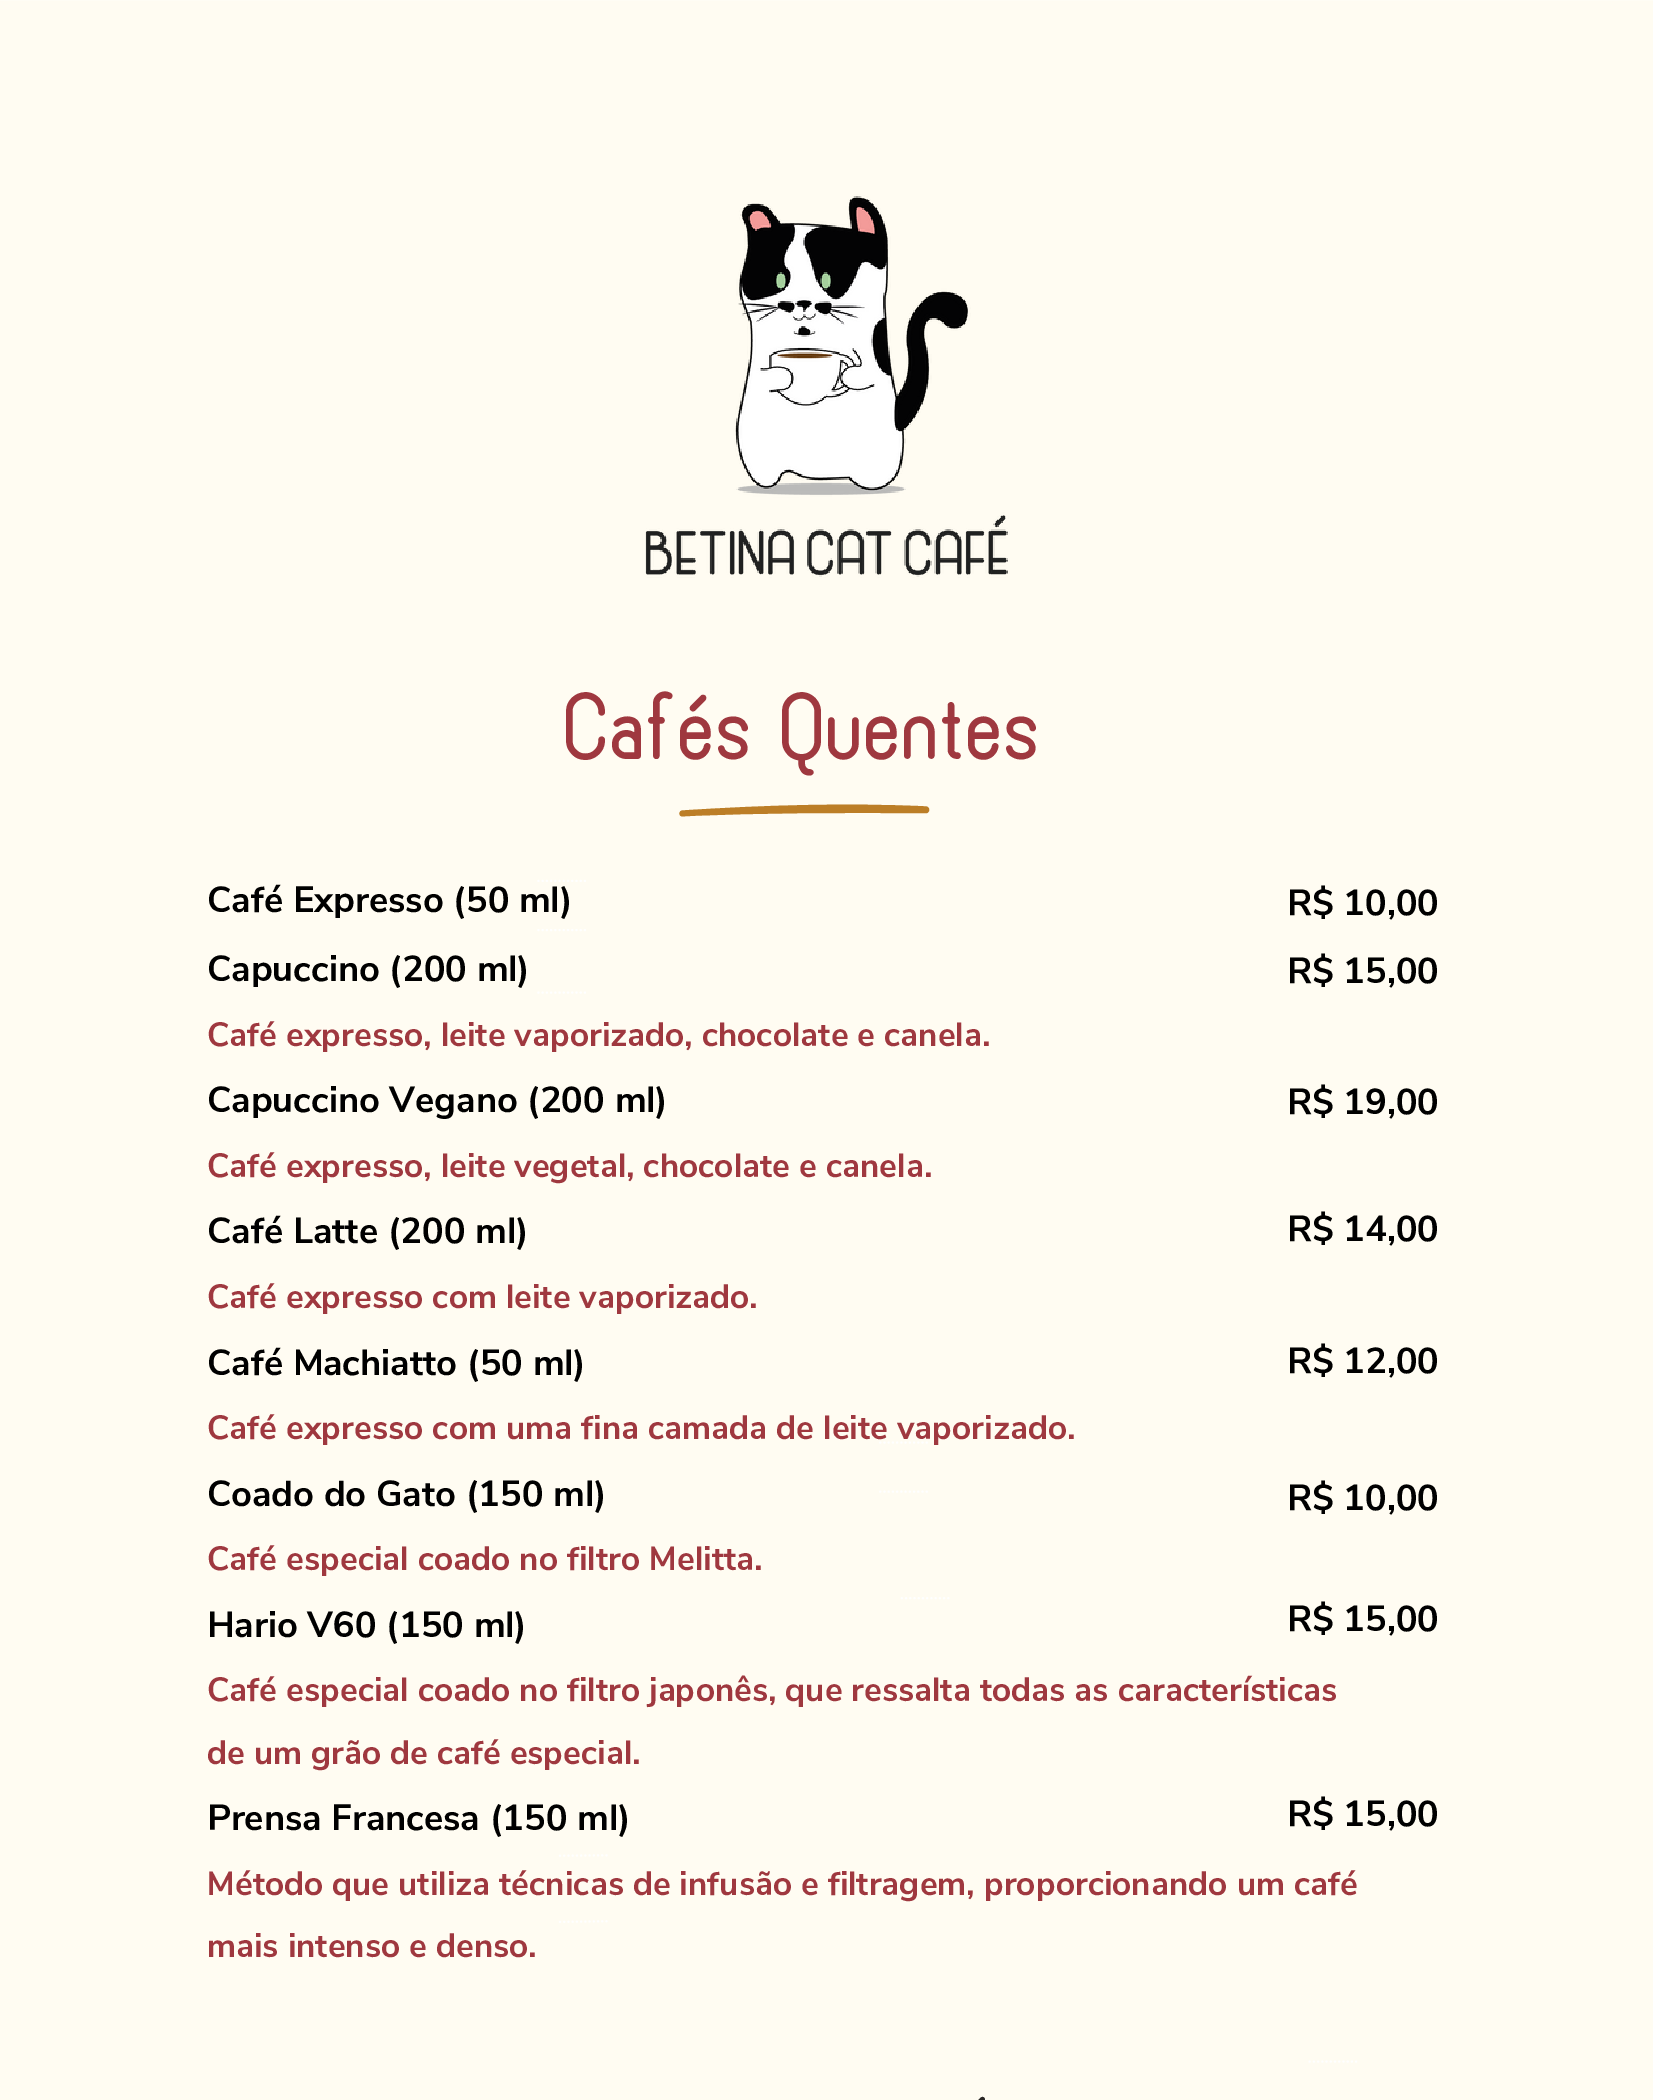 BETINA CAT CAFÉ
Cafés Quentes
Café Expresso (50 ml) R$ 10,00
Capuccino (200 ml) R$ 15,00
Café expresso, leite vaporizado, chocolate e canela.
Capuccino Vegano (200 ml) R$ 19,00
Café expresso, leite vegetal, chocolate e canela.
Café Latte (200 ml) R$ 14,00
Café expresso com leite vaporizado.
Café Machiatto (50 ml) R$ 12,00
Café expresso com uma fina camada de leite vaporizado.
Coado do Gato (150 ml) R$ 10,00
Café especial coado no filtro Melitta.
Hario V60 (150 ml) R$ 15,00
Café especial coado no filtro japonês, que ressalta todas as características
de um grão de café especial.
Prensa Francesa (150 ml) R$ 15,00
Método que utiliza técnicas de infusão e filtragem, proporcionando um café
mais intenso e denso.